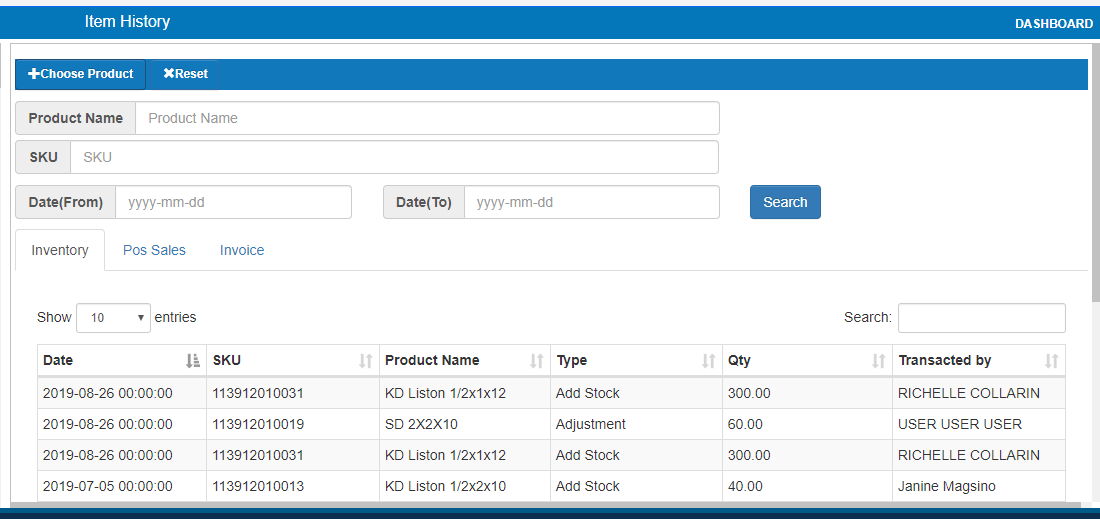 Item History DASHBOARD
Choose Product Reset
Product Name Product Name
SKU SKU
Date(From) yyyy-mm-dd Date(To) yyyy-mm-dd Search
Inventory Pos Sales Invoice
Show 10 entries Search:
Date SKU Product Name Type Qty Transacted by
2019-08-26 00:00:00 113912010031 KD Liston 1/2x1x12 Add Stock 300.00 RICHELLE COLLARIN
2019-08-26 00:00:00 113912010019 SD 2X2X10 Adjustment 60.00 USER USER USER
2019-08-26 00:00:00 113912010031 KD Liston 1/2x1x12 Add Stock 300.00 RICHELLE COLLARIN
2019-07-05 00:00:00 113912010013 KD Liston 1/2x2x10 Add Stock 40.00 Janine Magsino